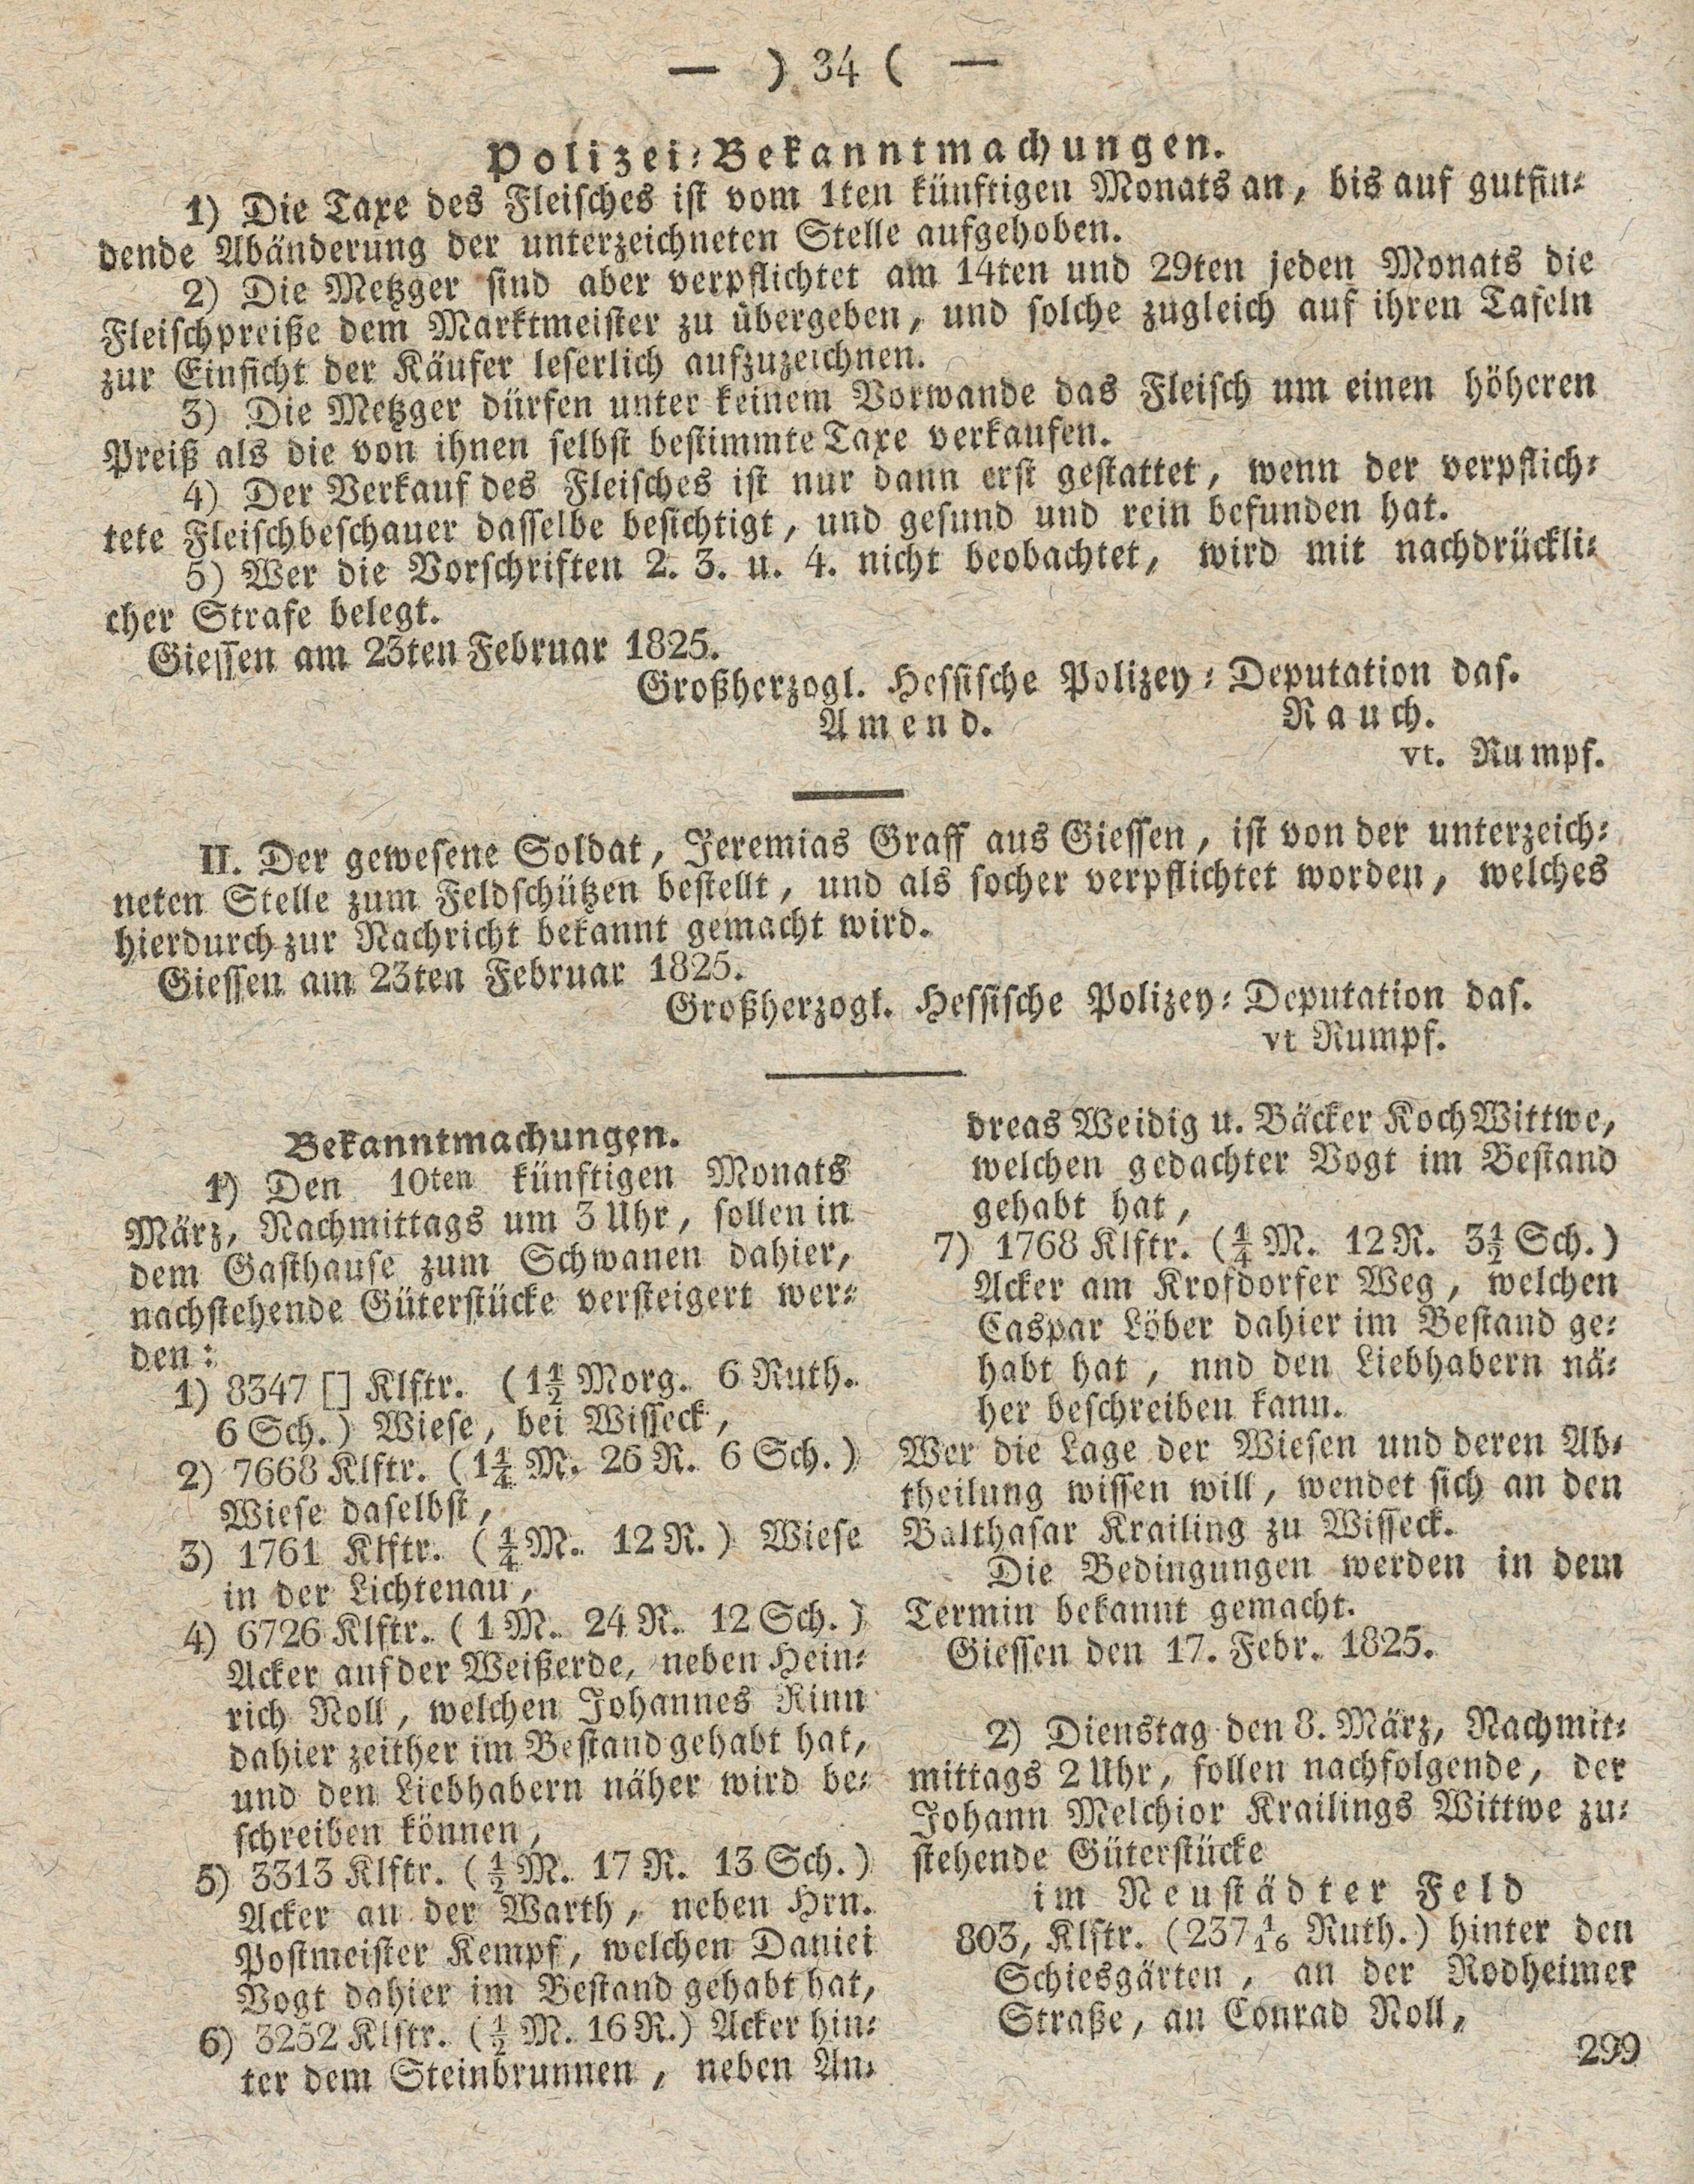 — ) 34 ( —
Polizei-Bekanntmachungen.
1) Die Taxe des Fleisches ist vom 1ten künftigen Monats an, bis auf gutfin-
dende Abänderung der unterzeichneten Stelle aufgehoben.
2) Die Metzger sind aber verpflichtet am 14ten und 29ten jeden Monats die
Fleischpreiße dem Marktmeister zu übergeben, und solche zugleich auf ihren Tafeln
zur Einsicht der Käufer leserlich aufzuzeichnen.
3) Die Metzger dürfen unter keinem Vorwande das Fleisch um einen höheren
Preiß als die von ihnen selbst bestimmte Taxe verkaufen.
4) Der Verkauf des Fleisches ist nur dann erst gestattet, wenn der verpflich-
tete Fleischbeschauer dasselbe besichtigt, und gesund und rein befunden hat.
5) Wer die Vorschriften 2. 3. u. 4. nicht beobachtet, wird mit nachdrückli-
cher Strafe belegt.
Giessen am 23ten Februar 1825.
Großherzogl. Hessische Polizey-Deputation das.
Amend. Rauch.
vt. Rumpf.
II. Der gewesene Soldat, Jeremias Graff aus Giessen, ist von der unterzeich-
neten Stelle zum Feldschützen bestellt, und als socher verpflichtet worden, welches
hierdurch zur Nachricht bekannt gemacht wird.
Giessen am 23ten Februar 1825.
Großherzogl. Hessische Polizey-Deputation das.
vt Rumpf.
Bekanntmachungen.
1) Den 10ten künftigen Monats
März, Nachmittags um 3 Uhr, sollen in
dem Gasthause zum Schwanen dahier,
nachstehende Güterstücke versteigert wer-
den:
1) 8347 [] Klftr. (1½ Morg. 6 Ruth.
6 Sch.) Wiese, bei Wisseck,
2) 7668 Klftr. (1¼ M. 26 R. 6 Sch.)
Wiese daselbst,
3) 1761 Klftr. (¼ M. 12 R.) Wiese
in der Lichtenau,
4) 6726 Klftr. (1 M. 24 R. 12 Sch.)
Acker auf der Weißerde, neben Hein-
rich Noll, welchen Johannes Rinn
dahier zeither im Bestand gehabt hat,
und den Liebhabern näher wird be-
schreiben können,
5) 3313 Klftr. (½ M. 17 R. 13 Sch.)
Acker an der Warth, neben Hrn.
Postmeister Kempf, welchen Daniel
Vogt dahier im Bestand gehabt hat,
6) 3252 Klftr. (½ M. 16 R.) Acker hin-
ter dem Steinbrunnen, neben An-
dreas Weidig u. Bäcker Koch Wittwe,
welchen gedachter Vogt im Bestand
gehabt hat,
7) 1768 Klftr. (¼ M. 12 R. 3½ Sch.)
Acker am Krofdorfer Weg, welchen
Caspar Löber dahier im Bestand ge-
habt hat, nnd den Liebhabern nä-
her beschreiben kann.
Wer die Lage der Wiesen und deren Ab-
theilung wissen will, wendet sich an den
Balthasar Krailing zu Wisseck.
Die Bedingungen werden in dem
Termin bekannt gemacht.
Giessen den 17. Febr. 1825.
2) Dienstag den 8. März, Nachmit-
mittags 2 Uhr, sollen nachfolgende, der
Johann Melchior Krailings Wittwe zu-
stehende Güterstücke
im Neustädter Feld
803, Klftr. (237 1/16 Ruth.) hinter den
Schiesgärten, an der Rodheimer
Straße, an Conrad Noll,
299